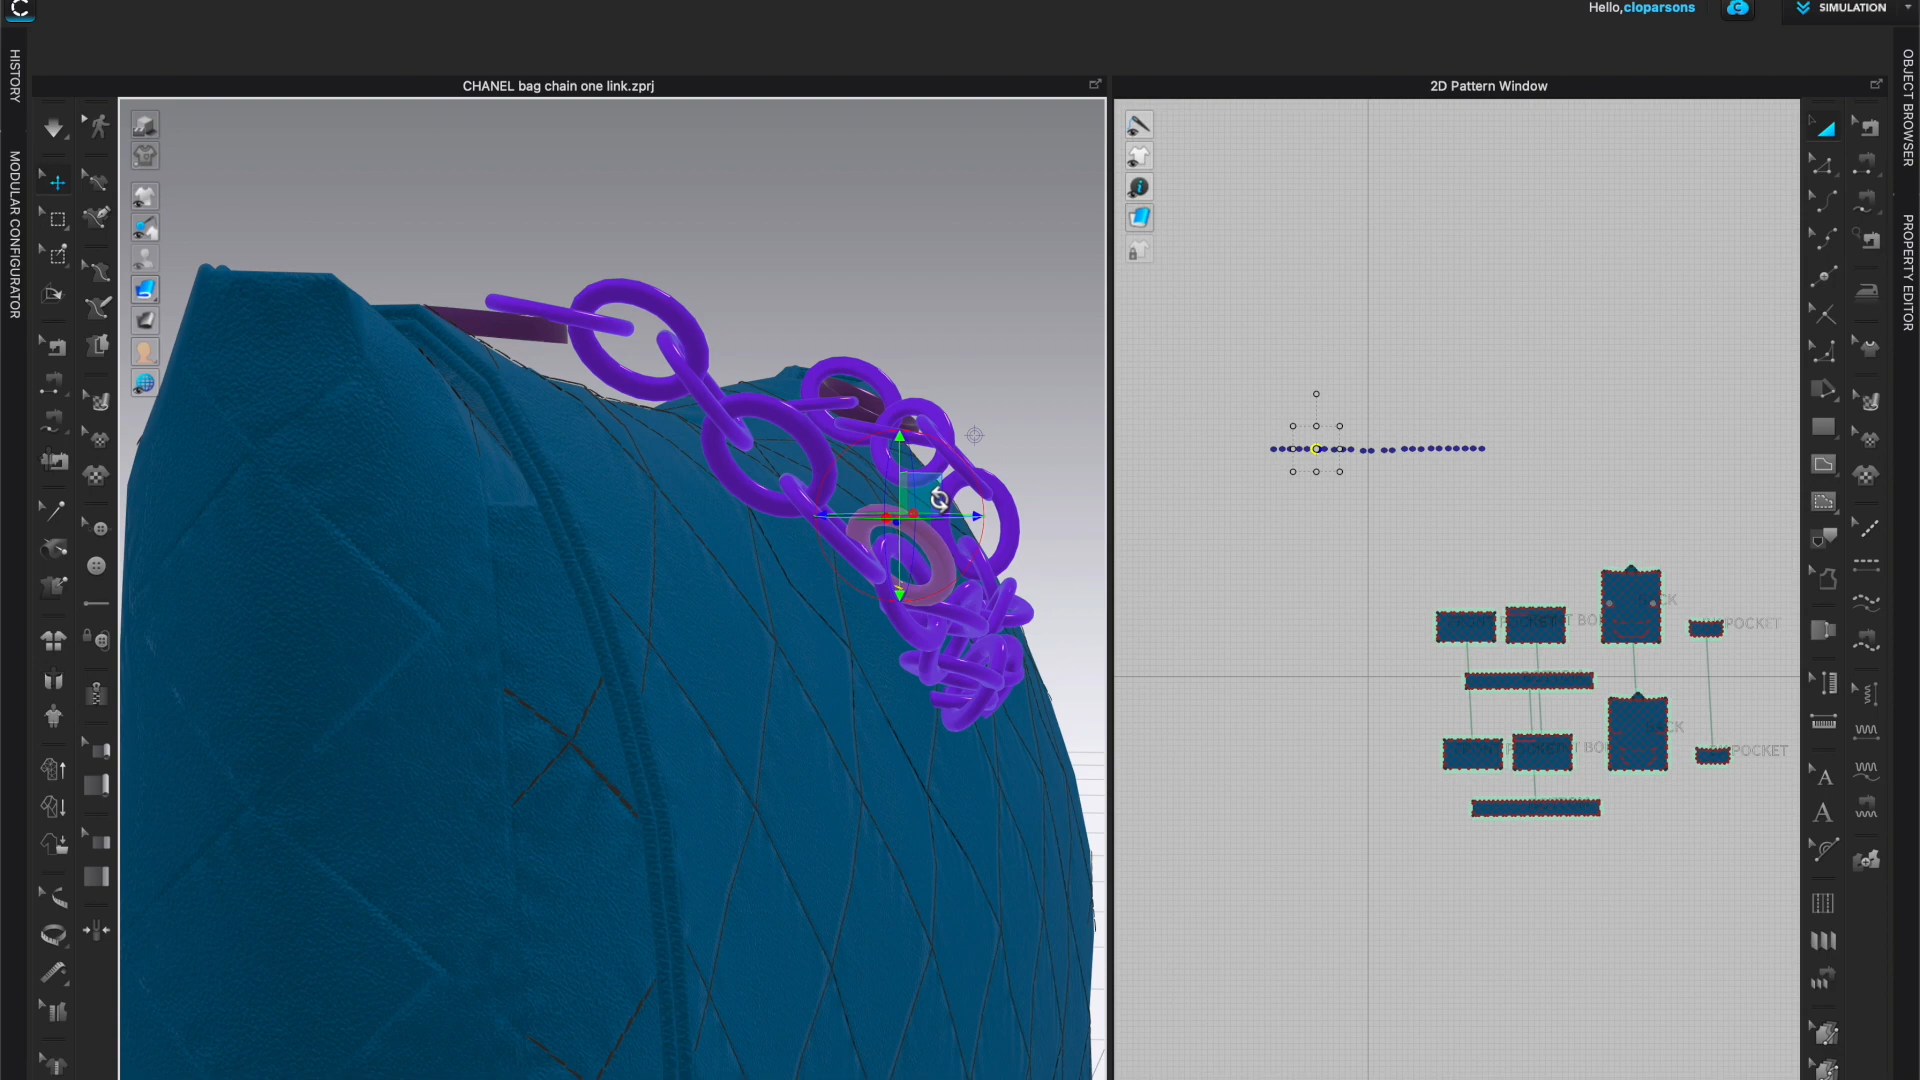 Hello,cloparsons
SIMULATION
HISTORY
MODULAR CONFIGURATOR
CHANEL bag chain one link.zprj
2D Pattern Window
OBJECT BROWSER
PROPERTY EDITOR
POCKET
POCKET
A
A